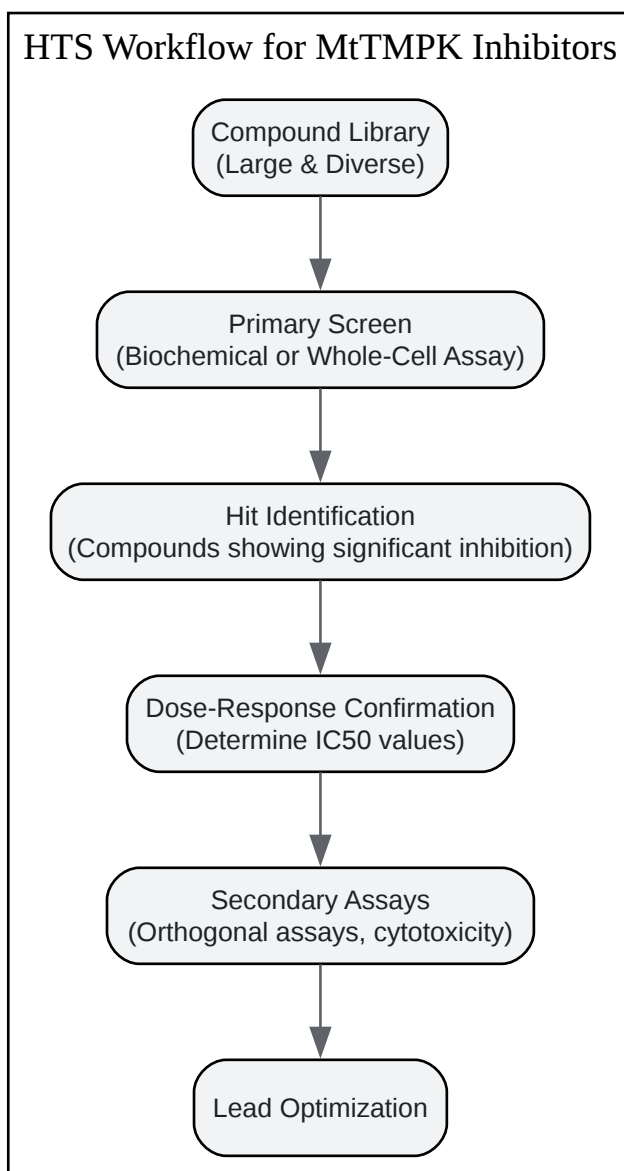 HTS Workflow for MtTMPK Inhibitors
Compound Library
(Large & Diverse)
Primary Screen
(Biochemical or Whole-Cell Assay)
Hit Identification
(Compounds showing significant inhibition)
Dose-Response Confirmation
(Determine IC50 values)
Secondary Assays
(Orthogonal assays, cytotoxicity)
Lead Optimization